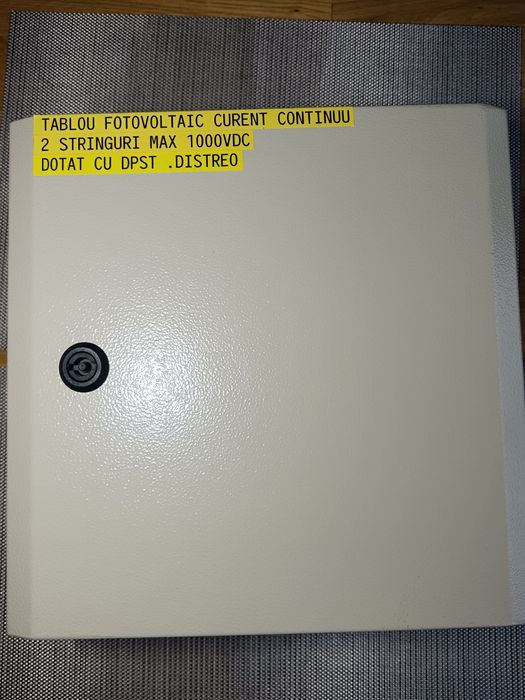 TABLOU FOTOVOLTAIC CURENT CONTINUU
2 STRINGURI MAX 1000VDC
DOTAT CU DPST .DISTREO